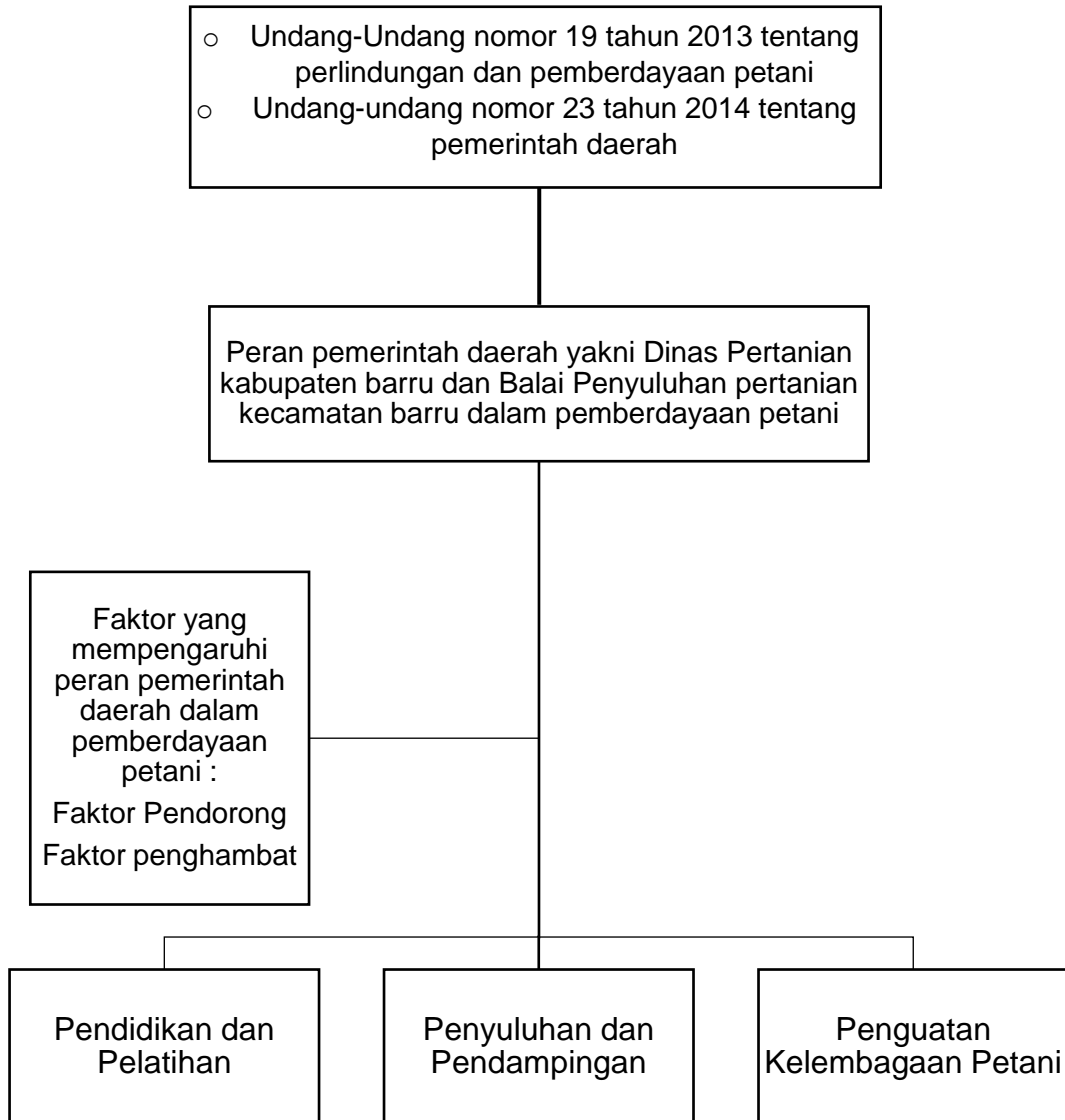 ○ Undang-Undang nomor 19 tahun 2013 tentang
perlindungan dan pemberdayaan petani
○ Undang-undang nomor 23 tahun 2014 tentang
pemerintah daerah
Peran pemerintah daerah yakni Dinas Pertanian
kabupaten barru dan Balai Penyuluhan pertanian
kecamatan barru dalam pemberdayaan petani
Faktor yang
mempengaruhi
peran pemerintah
daerah dalam
pemberdayaan
petani :
Faktor Pendorong
Faktor penghambat
Pendidikan dan
Pelatihan
Penyuluhan dan
Pendampingan
Penguatan
Kelembagaan Petani